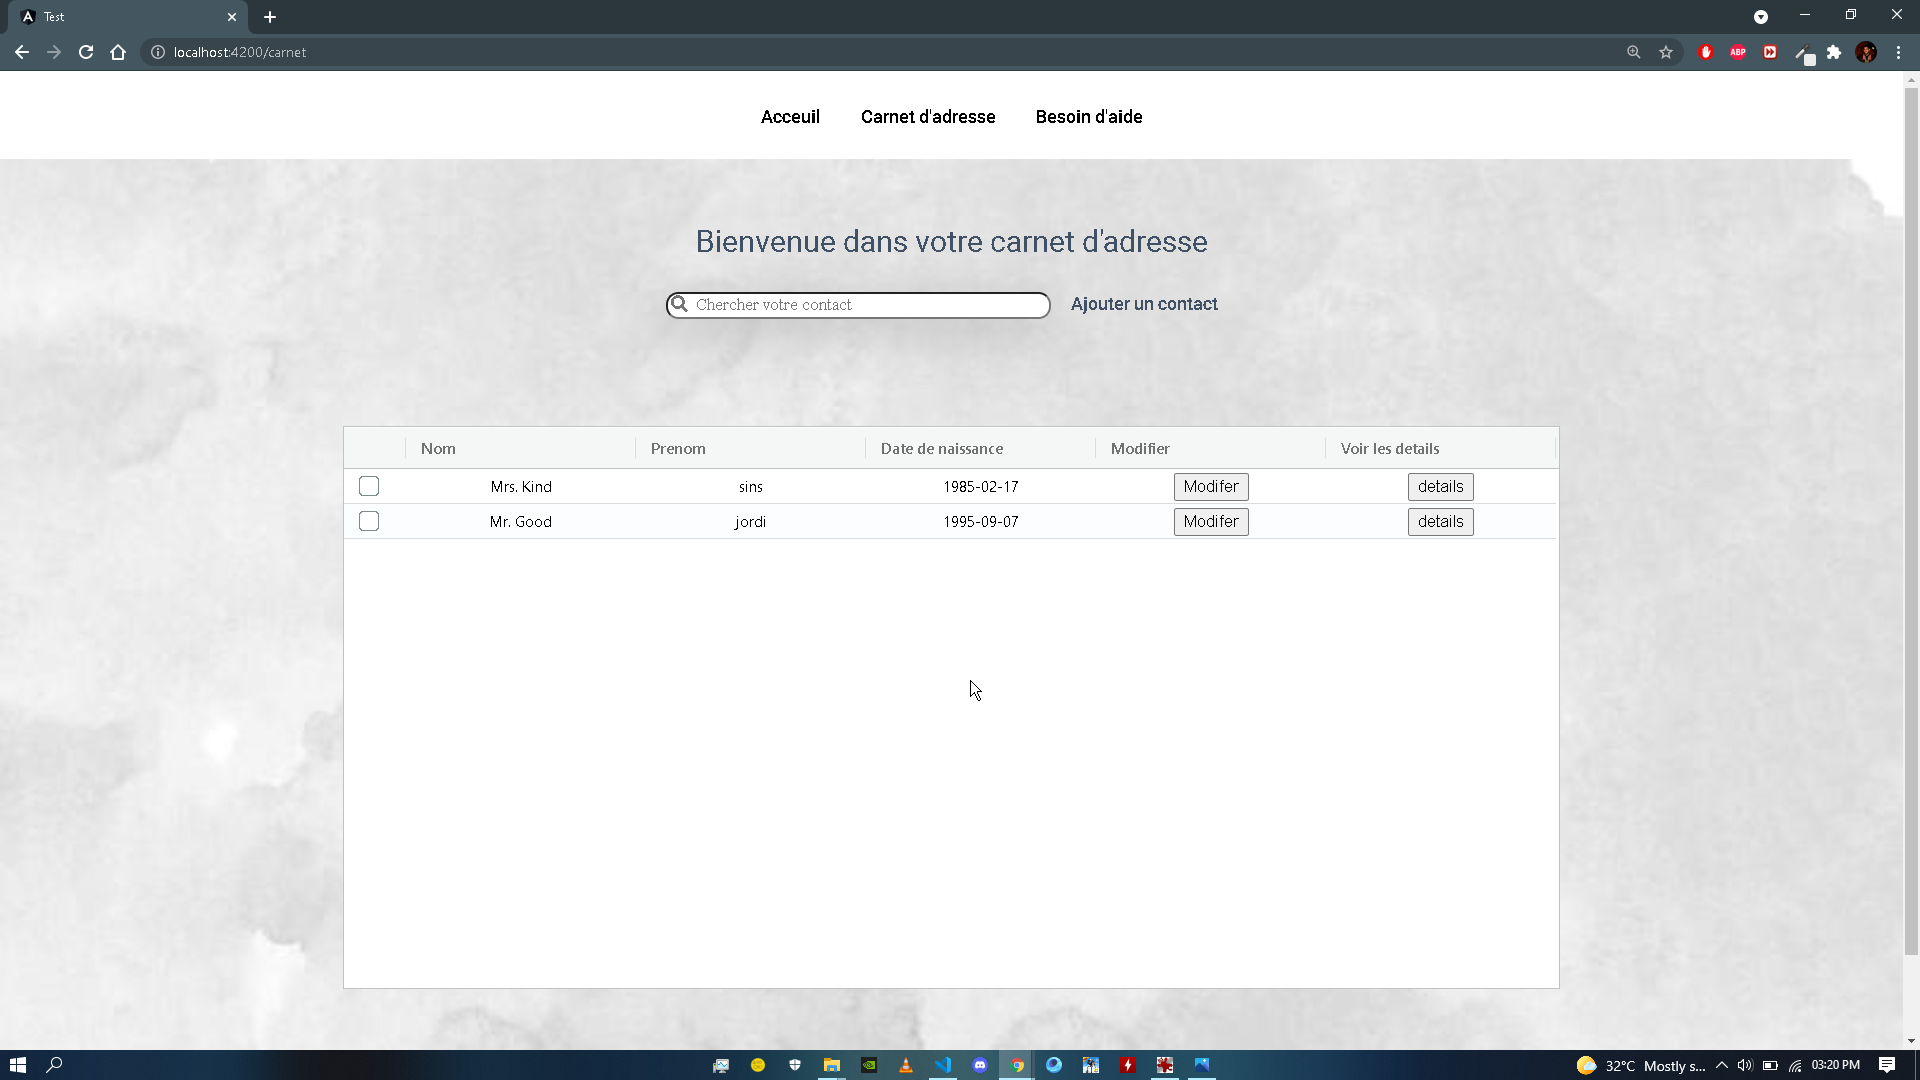 Test
localhost:4200/carnet
ABP
Acceuil Carnet d'adresse Besoin d'aide
Bienvenue dans votre carnet d'adresse
Chercher votre contact Ajouter un contact
Nom Prenom Date de naissance Modifier Voir les details
Mrs. Kind sins 1985-02-17 Modifer details
Mr. Good jordi 1995-09-07 Modifer details
32°C Mostly s... 03:20 PM